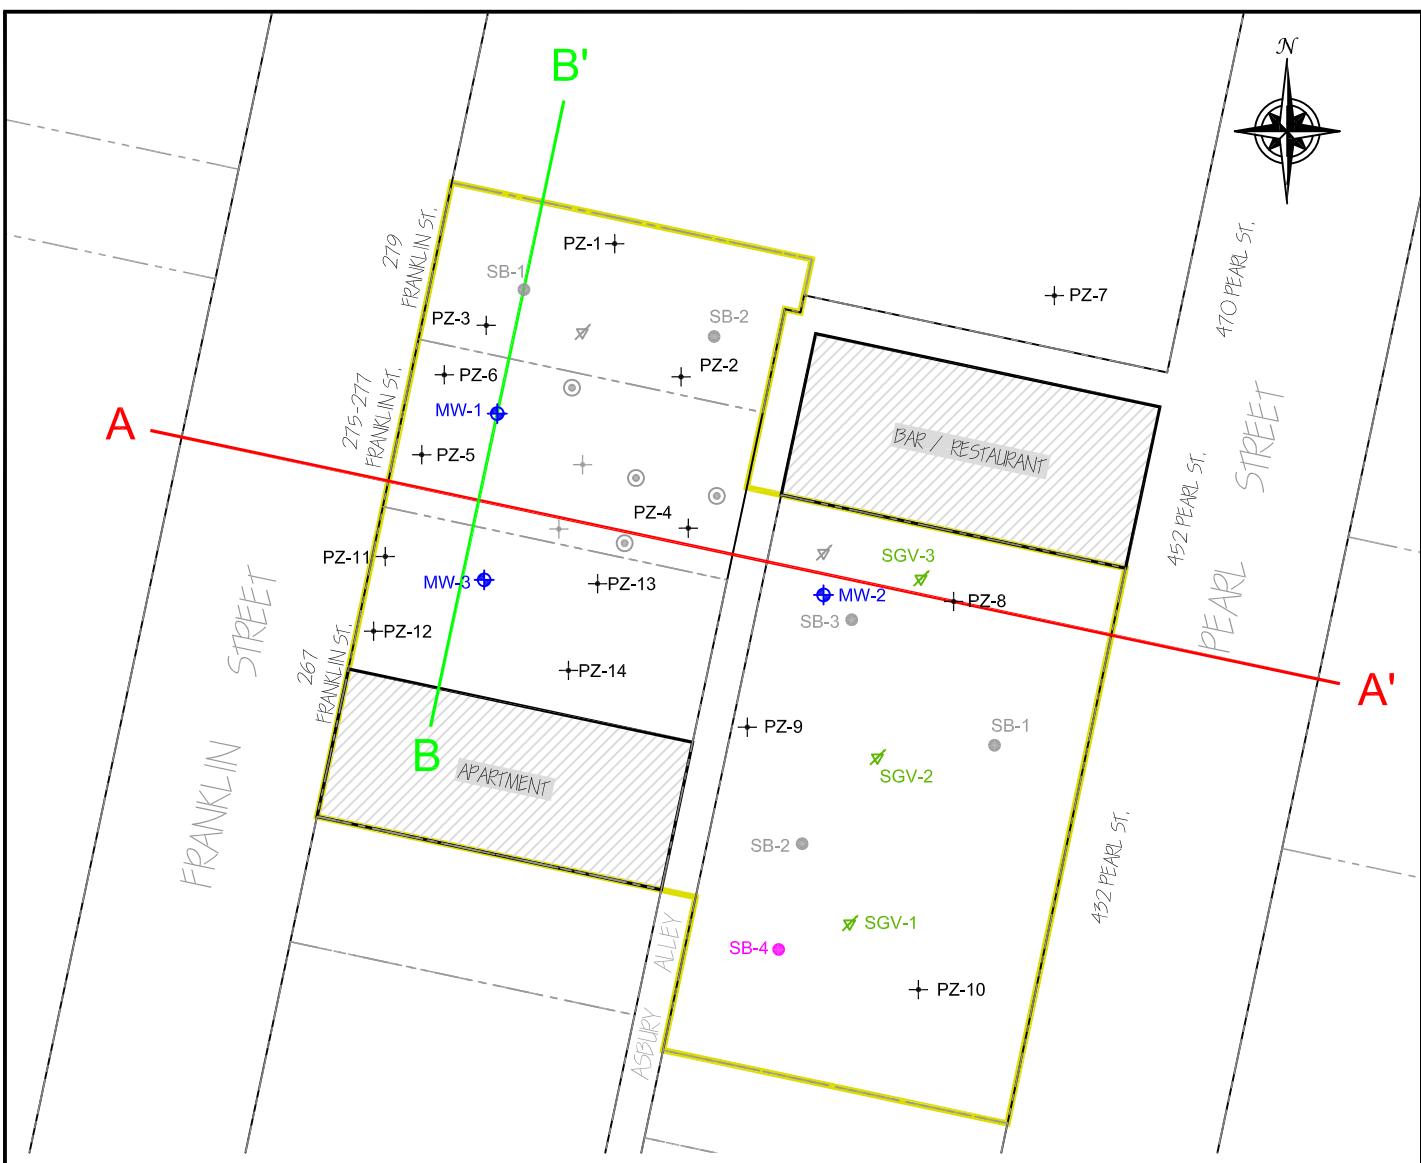 N
B'
PZ-1
279
FRANKLIN ST.
SB-1
PZ-7
470 PEARL ST.
PZ-3
SB-2
PZ-6
PZ-2
275-277
FRANKLIN ST.
MW-1
A
BAR / RESTAURANT
STREET
PZ-5
452 PEARL ST.
PZ-4
PZ-11
SGV-3
MW-3
PZ-13
MW-2
PZ-8
PEARL
STREET
SB-3
PZ-12
267
FRANKLIN ST.
PZ-14
A'
PZ-9
SB-1
B
APARTMENT
SGV-2
FRANKLIN
SB-2
432 PEARL ST.
SGV-1
SB-4
ALLEY
PZ-10
ASBURY